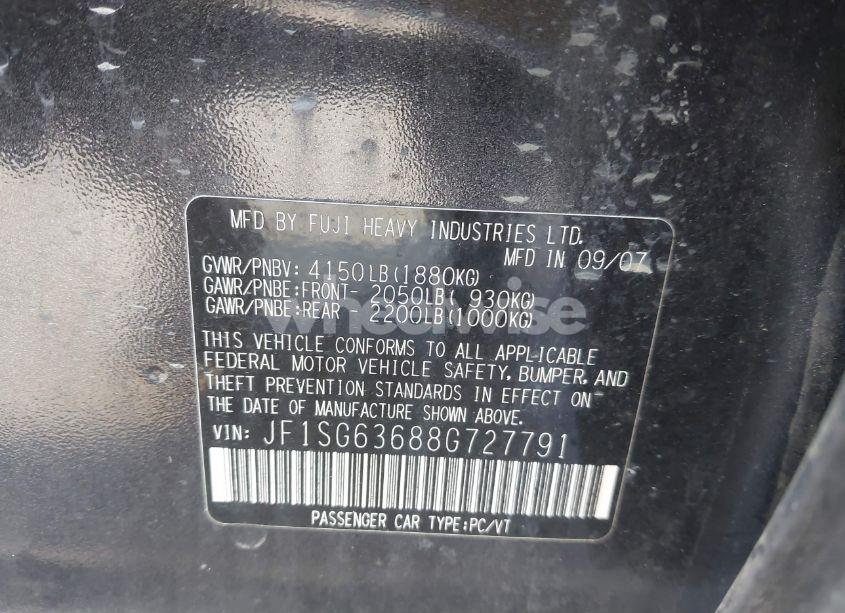 MFD BY FUJI HEAVY INDUSTRIES LTD.
MFD IN 09/07
GVWR/PNBV: 4150LB(1880KG)
GAWR/PNBE:FRONT- 2050LB( 930KG)
GAWR/PNBE:REAR - 2200LB(1000KG)
wheelwise
THIS VEHICLE CONFORMS TO ALL APPLICABLE
FEDERAL MOTOR VEHICLE SAFETY, BUMPER, AND
THEFT PREVENTION STANDARDS IN EFFECT ON
THE DATE OF MANUFACTURE SHOWN ABOVE.
VIN: JF1SG63688G727791
PASSENGER CAR TYPE:PC/VT